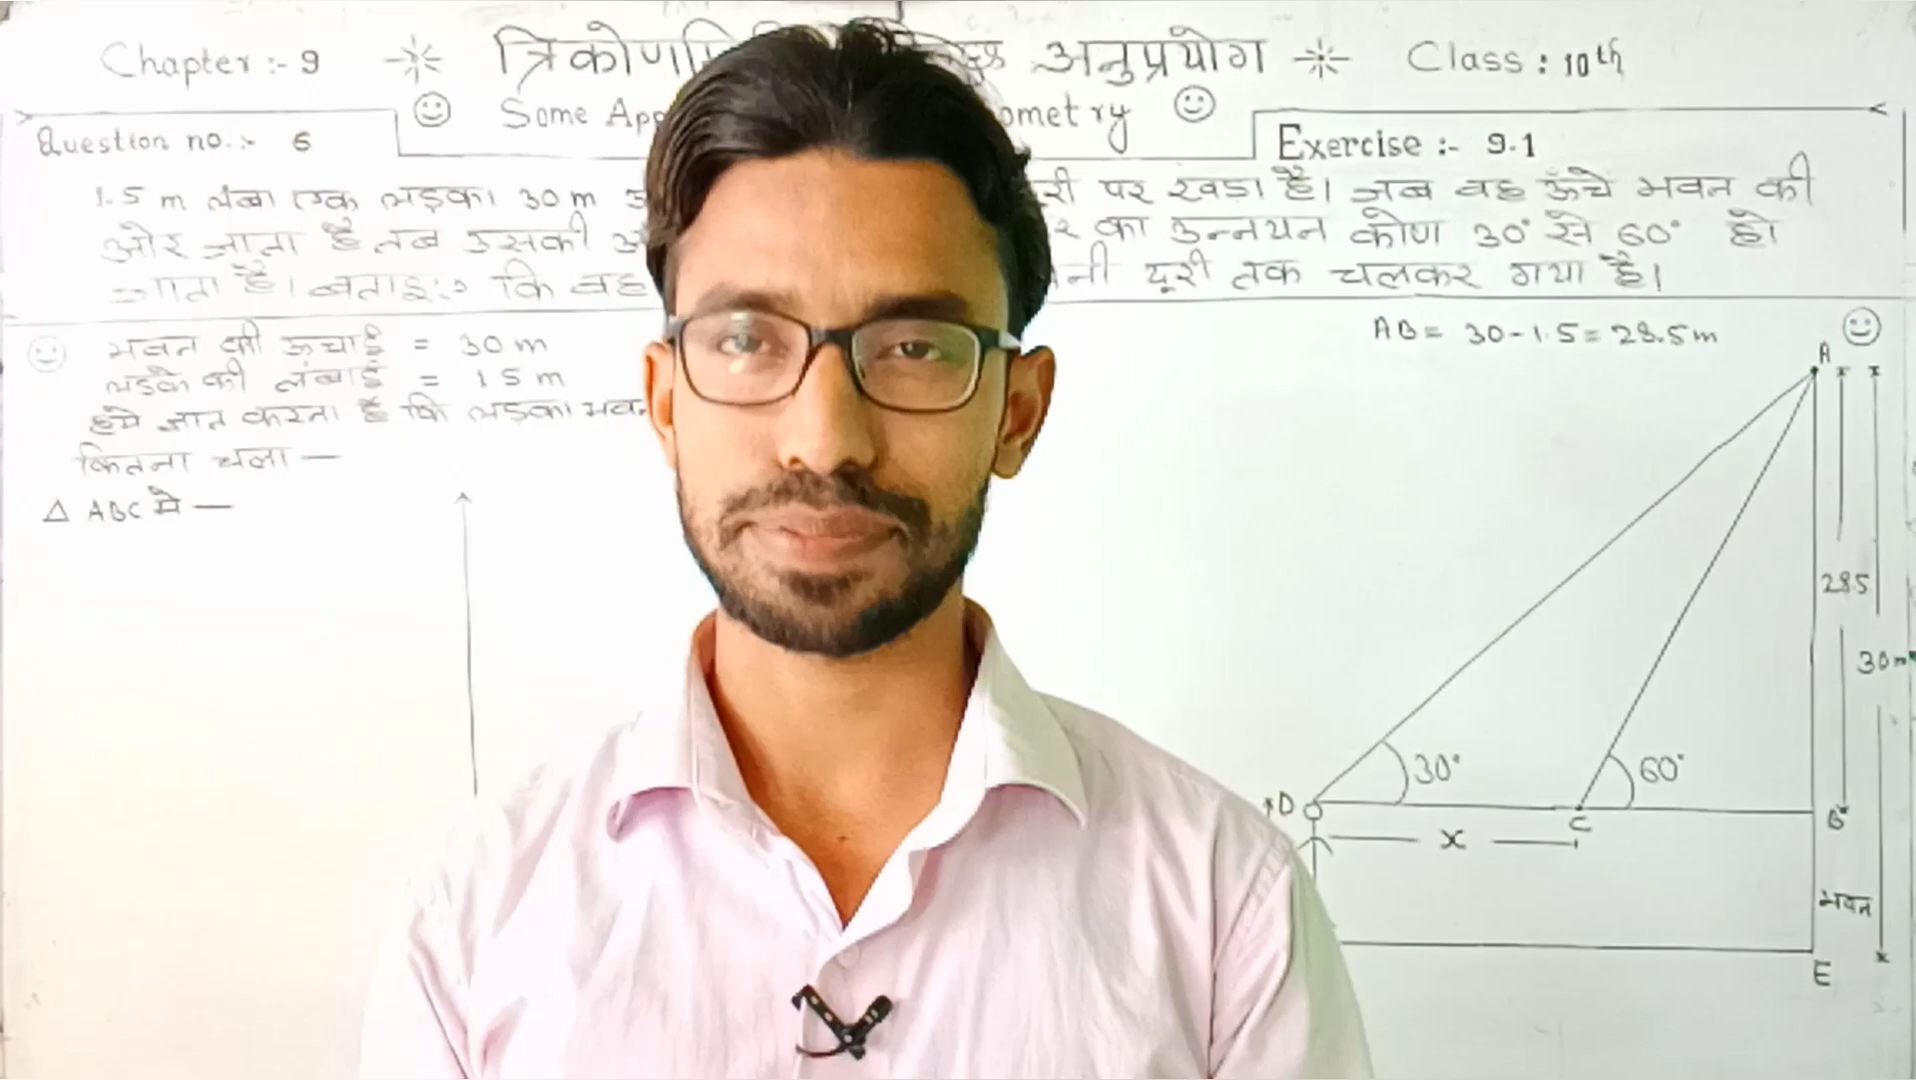 Chapter :- 9 त्रिकोणमि अनुप्रयोग Class : 10th
Some App ometry
Question no. :- 6 Exercise :- 9.1
1.5 m लंबा एक लड़का 30 m री पर खड़ा है। जब वह ऊँचे भवन की
ओर जाता है तब उसकी र का उन्नयन कोण 30° से 60° हो
जाता है। बताइए कि वह नी दूरी तक चलकर गया है।
भवन की ऊचाई = 30 m
लड़के की लंबाई = 1 5 m
हमे ज्ञात करना है कि लड़का भवन
कितना चला —
△ ABC मे —
AB = 30 - 1.5 = 28.5 m
A
28.5
30 m
30° 60°
D C B
x
भवन
E